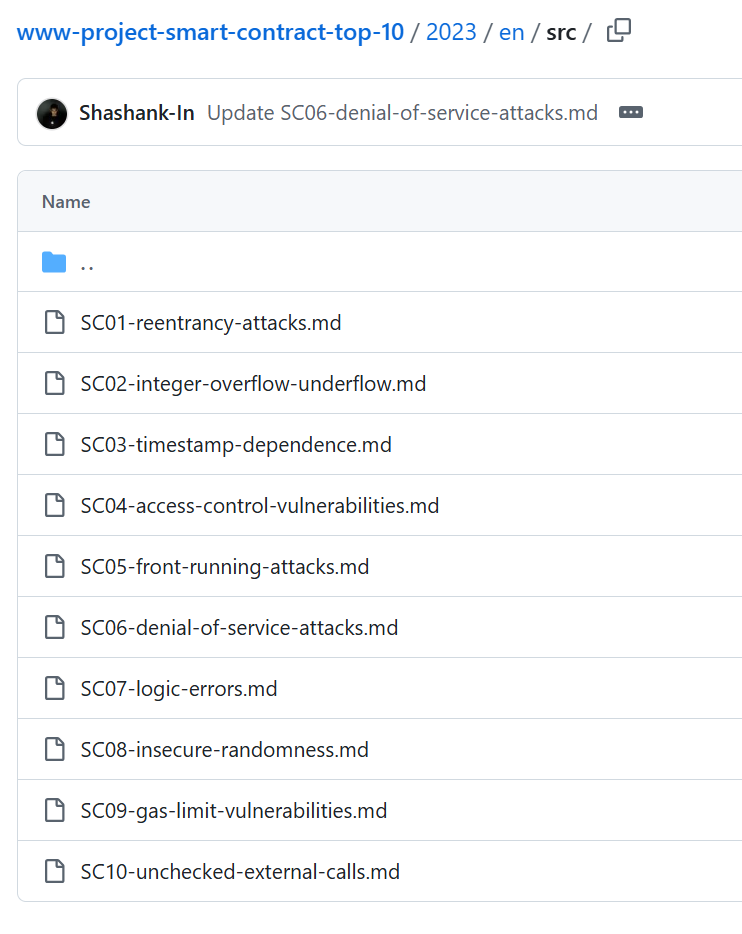 www-project-smart-contract-top-10 / 2023 / en / src /
Shashank-In Update SC06-denial-of-service-attacks.md
Name
..
SC01-reentrancy-attacks.md
SC02-integer-overflow-underflow.md
SC03-timestamp-dependence.md
SC04-access-control-vulnerabilities.md
SC05-front-running-attacks.md
SC06-denial-of-service-attacks.md
SC07-logic-errors.md
SC08-insecure-randomness.md
SC09-gas-limit-vulnerabilities.md
SC10-unchecked-external-calls.md